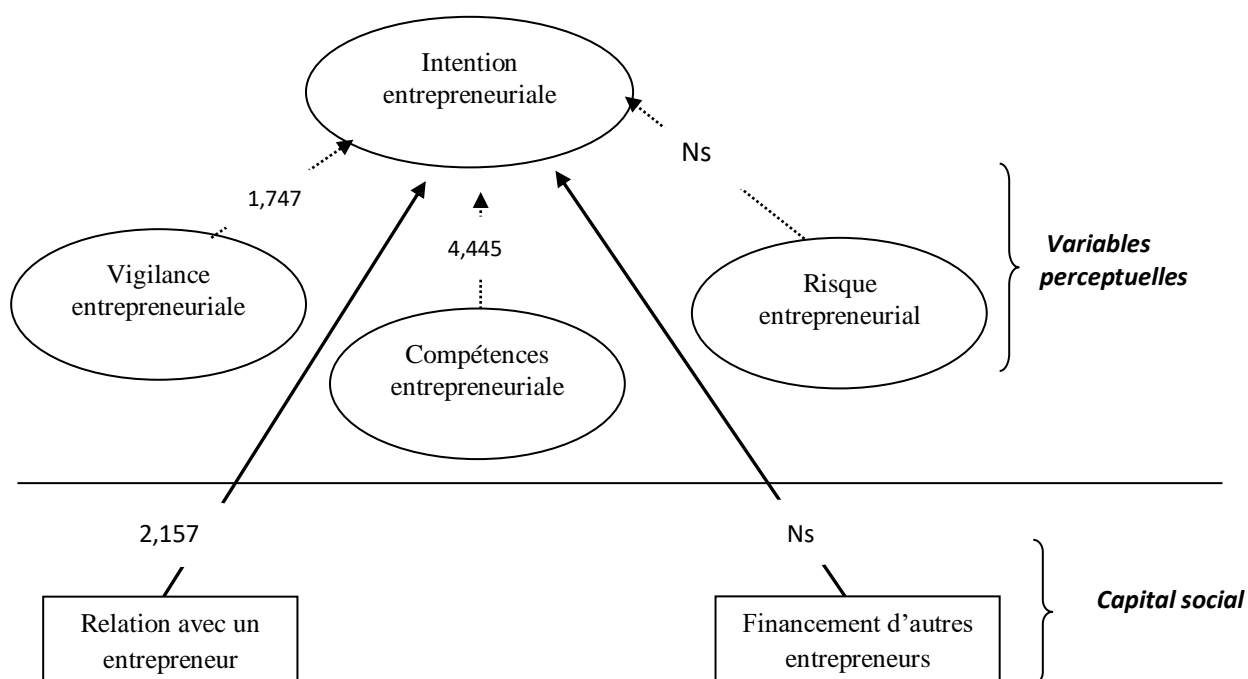 Intention
entrepreneuriale
Ns
1,747
4,445
Vigilance
entrepreneuriale
Compétences
entrepreneuriale
Risque
entrepreneurial
Variables
perceptuelles
2,157
Ns
Relation avec un
entrepreneur
Financement d’autres
entrepreneurs
Capital social